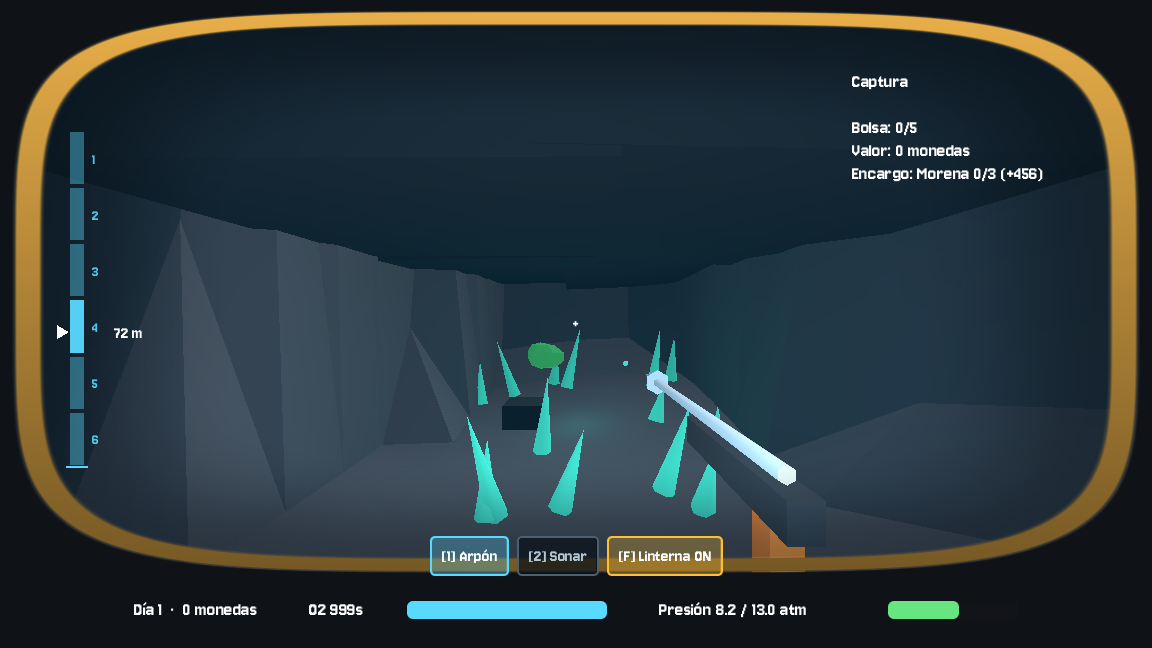 Captura
Bolsa: 0/5
Valor: 0 monedas
Encargo: Morena 0/3 (+456)
1
2
3
4
72 m
5
6
[1] Arpón
[2] Sonar
[F] Linterna ON
Día 1 · 0 monedas
O2 999s
Presión 8.2 / 13.0 atm